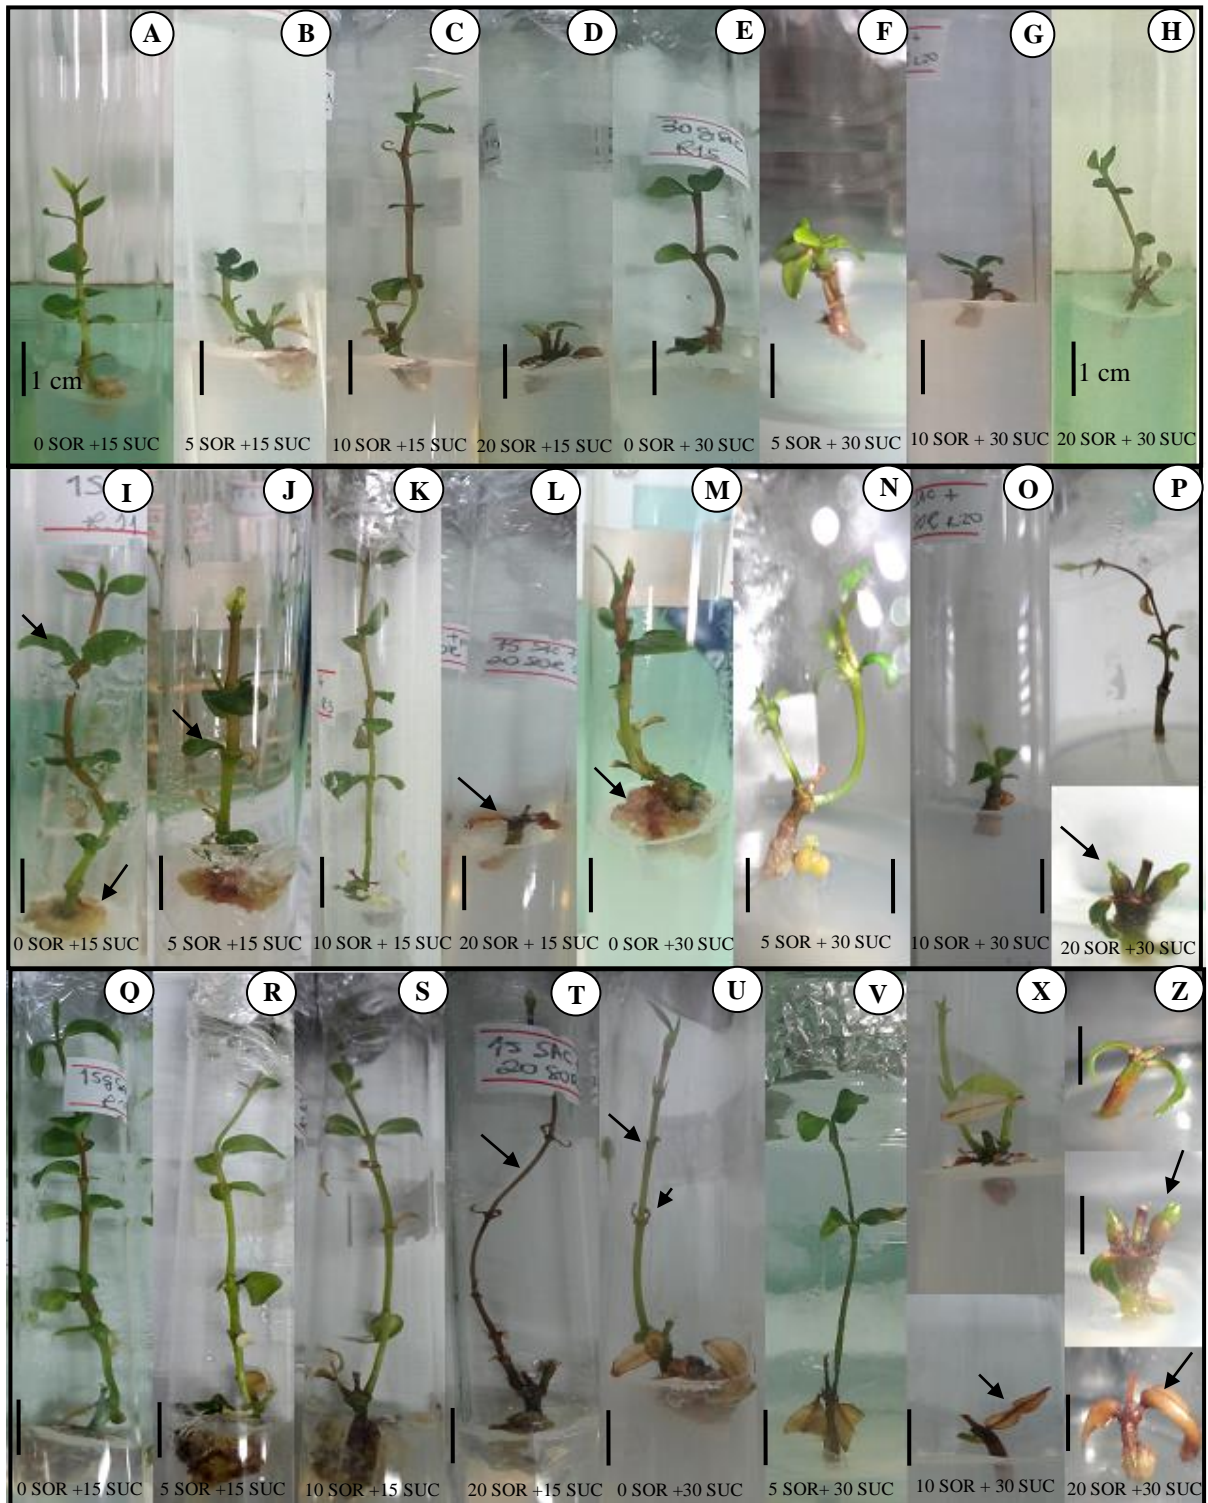 A B C D E F G H
30g sac
R15
1 cm
1 cm
0 SOR +15 SUC
5 SOR +15 SUC
10 SOR +15 SUC
20 SOR +15 SUC
0 SOR + 30 SUC
5 SOR + 30 SUC
10 SOR + 30 SUC
20 SOR + 30 SUC
I J K L M N O P
15 SAC +
20 SOR
0 SOR +15 SUC
5 SOR +15 SUC
10 SOR + 15 SUC
20 SOR + 15 SUC
0 SOR +30 SUC
5 SOR + 30 SUC
10 SOR + 30 SUC
20 SOR +30 SUC
Q R S T U V X Z
15 SAC
20 SOR
0 SOR +15 SUC
5 SOR +15 SUC
10 SOR +15 SUC
20 SOR +15 SUC
0 SOR +30 SUC
5 SOR+30 SUC
10 SOR + 30 SUC
20 SOR +30 SUC